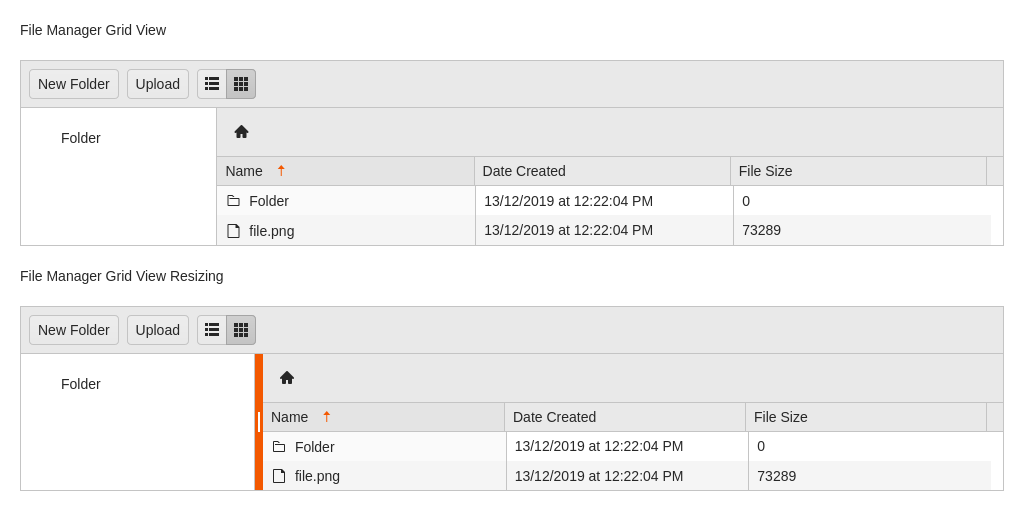 File Manager Grid View
New Folder Upload
Folder
Name Date Created File Size
Folder 13/12/2019 at 12:22:04 PM 0
file.png 13/12/2019 at 12:22:04 PM 73289
File Manager Grid View Resizing
New Folder Upload
Folder
Name Date Created File Size
Folder 13/12/2019 at 12:22:04 PM 0
file.png 13/12/2019 at 12:22:04 PM 73289